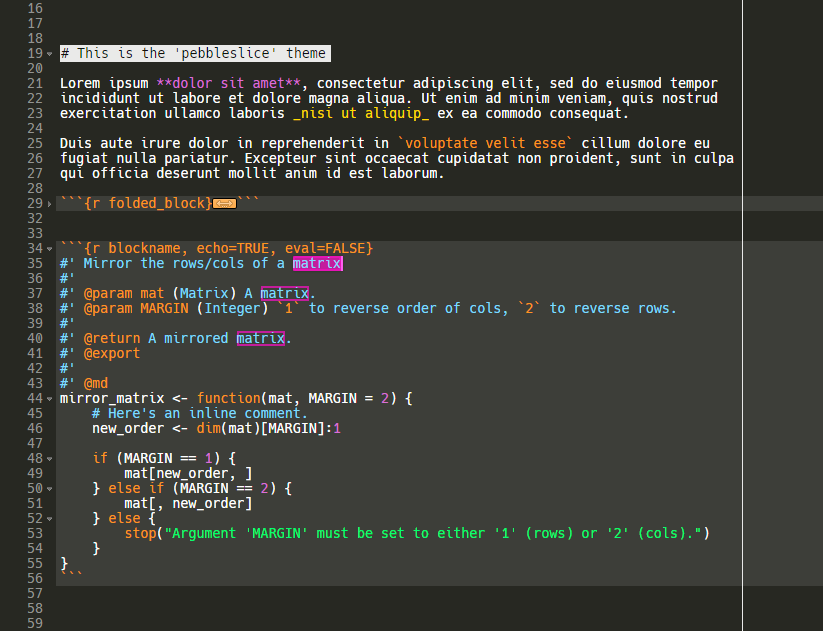 16
17
18
19 # This is the 'pebbleslice' theme
20
21 Lorem ipsum **dolor sit amet**, consectetur adipiscing elit, sed do eiusmod tempor
22 incididunt ut labore et dolore magna aliqua. Ut enim ad minim veniam, quis nostrud
23 exercitation ullamco laboris _nisi ut aliquip_ ex ea commodo consequat.
24
25 Duis aute irure dolor in reprehenderit in `voluptate velit esse` cillum dolore eu
26 fugiat nulla pariatur. Excepteur sint occaecat cupidatat non proident, sunt in culpa
27 qui officia deserunt mollit anim id est laborum.
28
29 ```{r folded_block}```
32
33
34 ```{r blockname, echo=TRUE, eval=FALSE}
35 #' Mirror the rows/cols of a matrix
36 #'
37 #' @param mat (Matrix) A matrix.
38 #' @param MARGIN (Integer) `1` to reverse order of cols, `2` to reverse rows.
39 #'
40 #' @return A mirrored matrix.
41 #' @export
42 #'
43 #' @md
44 mirror_matrix <- function(mat, MARGIN = 2) {
45     # Here's an inline comment.
46     new_order <- dim(mat)[MARGIN]:1
47
48     if (MARGIN == 1) {
49         mat[new_order, ]
50     } else if (MARGIN == 2) {
51         mat[, new_order]
52     } else {
53         stop("Argument 'MARGIN' must be set to either '1' (rows) or '2' (cols).")
54     }
55 }
56 ```
57
58
59